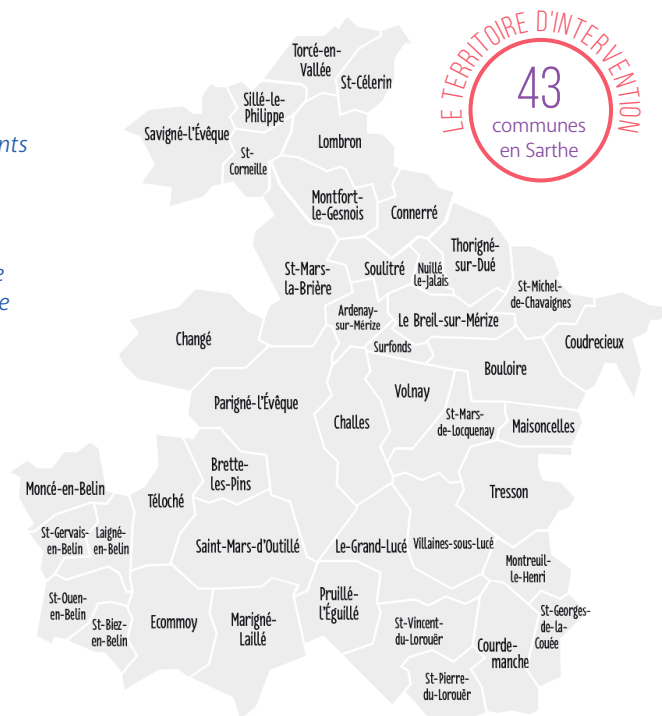 LE TERRITOIRE D'INTERVENTION
43
communes
en Sarthe
nts
e
e
Torcé-en-
Vallée
St-Célerin
Sillé-le-
Philippe
Savigné-l'Évêque
St-
Corneille
Lombron
Montfort-
le-Gesnois
Connerré
Thorigné-
sur-Dué
St-Mars-
la-Brière
Soulitré
Nuillé
le-Jalais
St-Michel-
de-Chavaignes
Ardenay-
sur-Mérize
Le Breil-sur-Mérize
Changé
Surfonds
Coudrecieux
Bouloire
Volnay
Parigné-l'Évêque
Challes
St-Mars-
de-Locquenay
Maisoncelles
Brette-
les-Pins
Moncé-en-Belin
Téloché
Tresson
St-Gervais-
en-Belin
Laigné-
en-Belin
Saint-Mars-d'Outillé
Le-Grand-Lucé
Villaines-sous-Lucé
Montreuil-
le-Henri
St-Ouen-
en-Belin
St-Biez-
en-Belin
Ecommoy
Marigné-
Laillé
Pruillé-
l'Éguillé
St-Vincent-
du-Lorouër
St-Georges-
de-la-
Couée
Courde-
manche
St-Pierre-
du-Lorouër